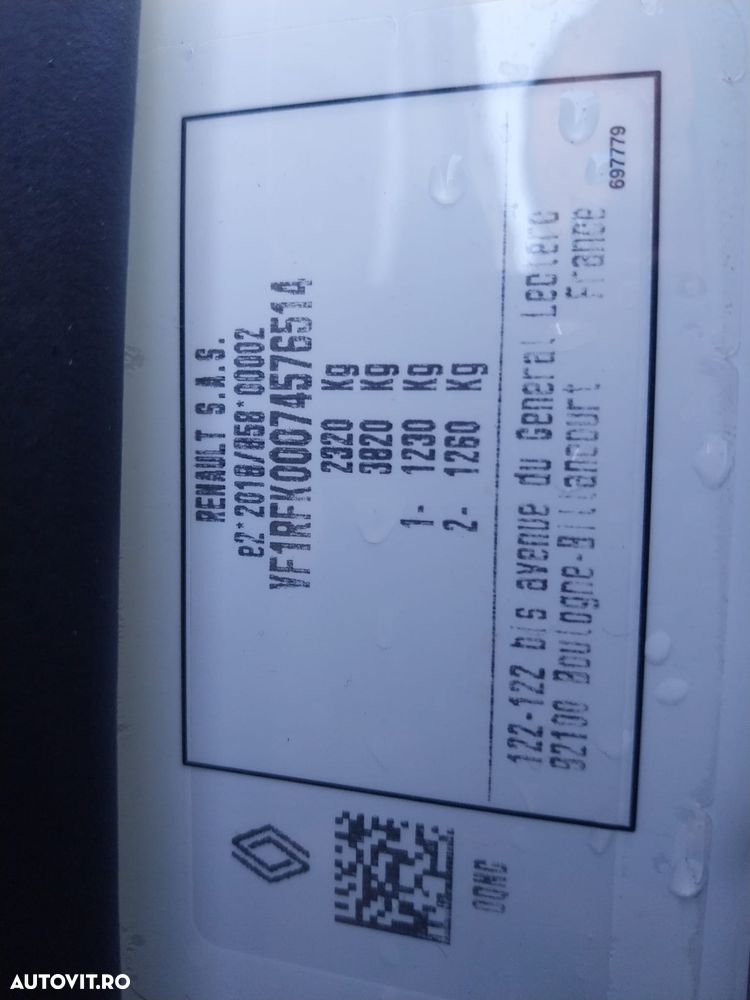 RENAULT S.A.S.
e2*2018/858*00002
VF1RFK00074576514
2320 Kg
3820 Kg
1- 1230 Kg
2- 1260 Kg
122-122 bis avenue du General Leclerc
92100 Boulogne-Billancourt France
697779
AUTOVIT.RO